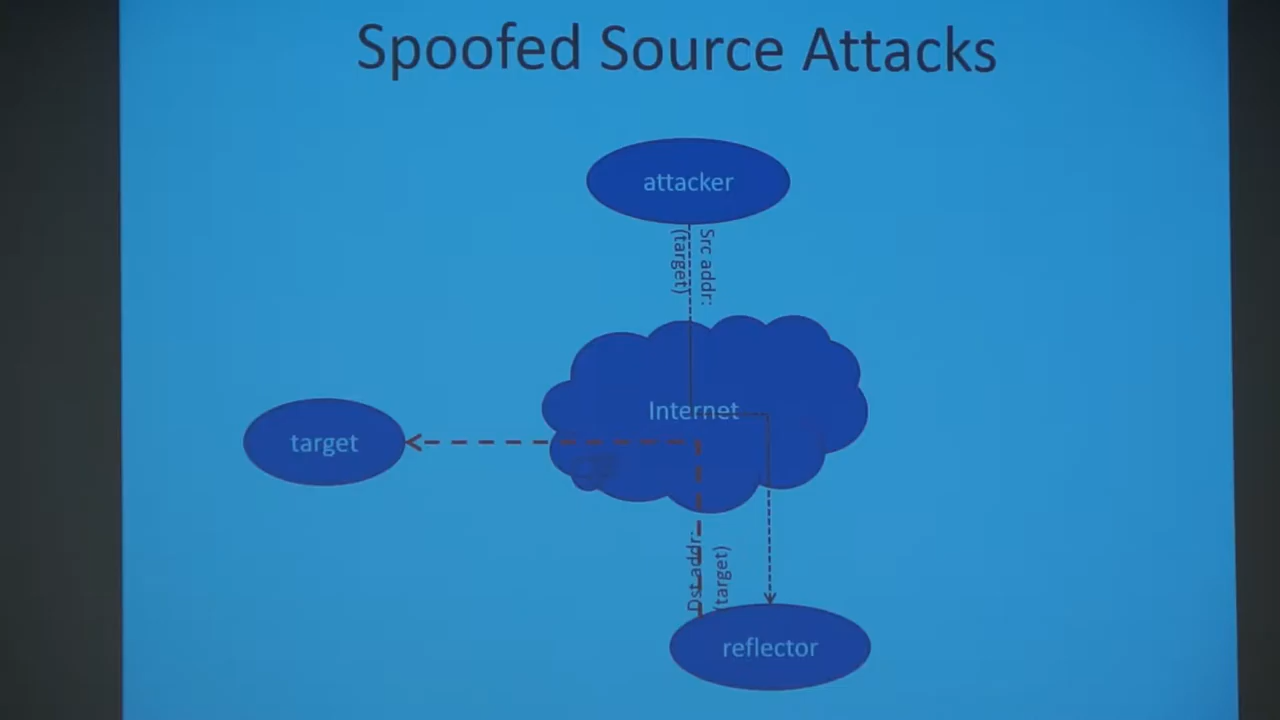 Spoofed Source Attacks
attacker
Src addr:
(target)
Internet
target
Dst addr:
(target)
reflector